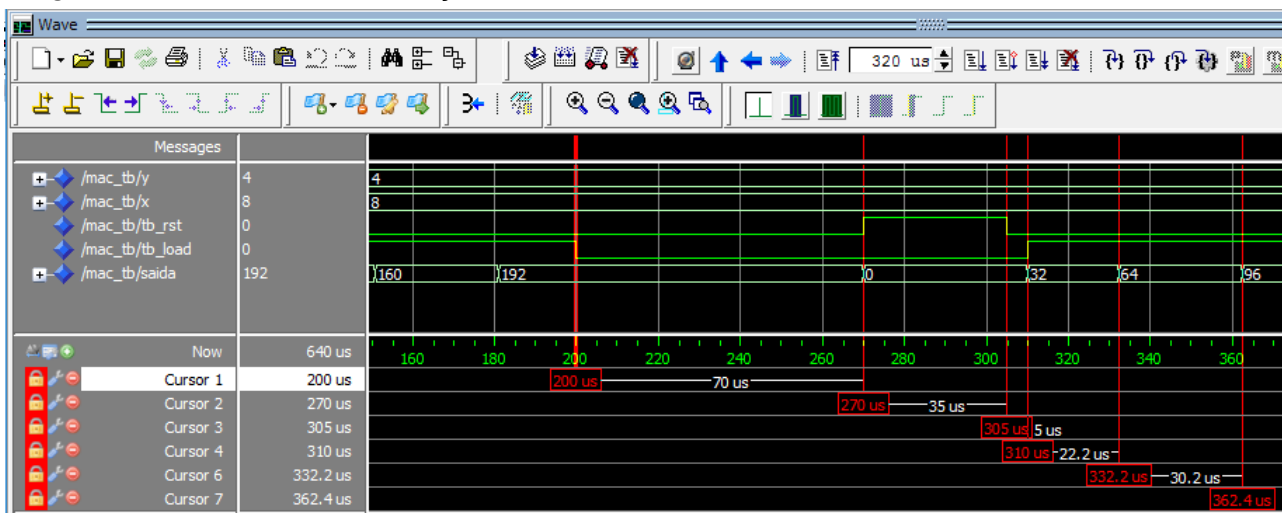 Wave
320 us
Messages
/mac_tb/y 4 4
/mac_tb/x 8 8
/mac_tb/tb_rst 0
/mac_tb/tb_load 0
/mac_tb/saida 192 160 192 0 32 64 96
Now 640 us 160 180 200 220 240 260 280 300 320 340 360
Cursor 1 200 us 200 us 70 us
Cursor 2 270 us 270 us 35 us
Cursor 3 305 us 305 us 5 us
Cursor 4 310 us 310 us 22.2 us
Cursor 6 332.2 us 332.2 us 30.2 us
Cursor 7 362.4 us 362.4 us